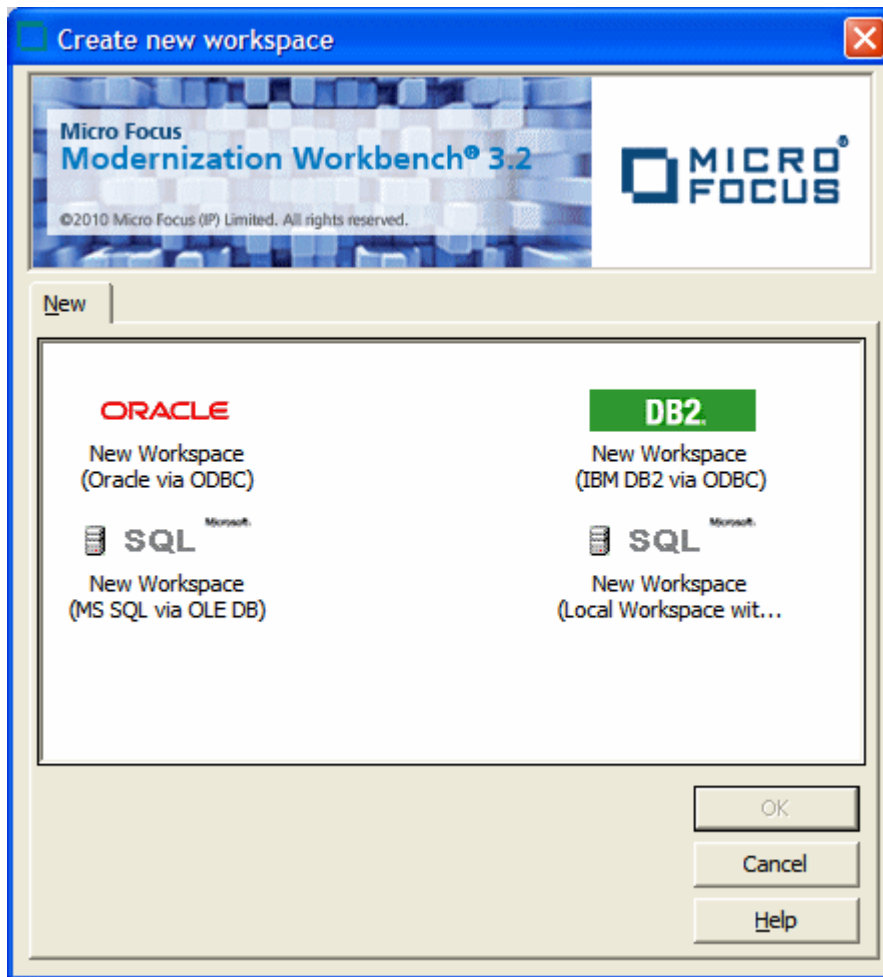 Create new workspace
Micro Focus
Modernization Workbench® 3.2
©2010 Micro Focus (IP) Limited. All rights reserved.
MICRO
FOCUS®
New
ORACLE
New Workspace
(Oracle via ODBC)
DB2.
New Workspace
(IBM DB2 via ODBC)
Microsoft
SQL
New Workspace
(MS SQL via OLE DB)
Microsoft
SQL
New Workspace
(Local Workspace wit...
OK
Cancel
Help